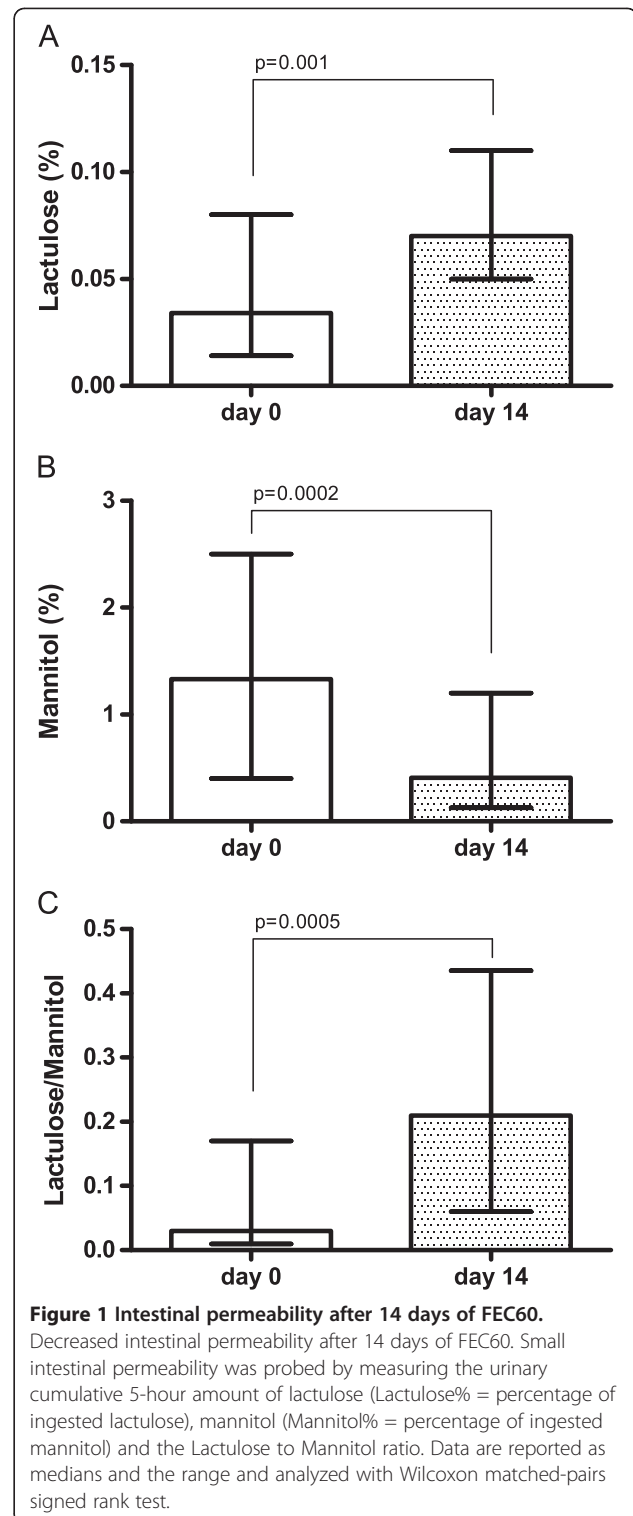 A
p=0.001
0.15
0.10
0.05
0.00
Lactulose (%)
day 0 day 14
B
p=0.0002
3
2
1
0
Mannitol (%)
day 0 day 14
C
p=0.0005
0.5
0.4
0.3
0.2
0.1
0.0
Lactulose/Mannitol
day 0 day 14
Figure 1 Intestinal permeability after 14 days of FEC60.
Decreased intestinal permeability after 14 days of FEC60. Small
intestinal permeability was probed by measuring the urinary
cumulative 5-hour amount of lactulose (Lactulose% = percentage of
ingested lactulose), mannitol (Mannitol% = percentage of ingested
mannitol) and the Lactulose to Mannitol ratio. Data are reported as
medians and the range and analyzed with Wilcoxon matched-pairs
signed rank test.